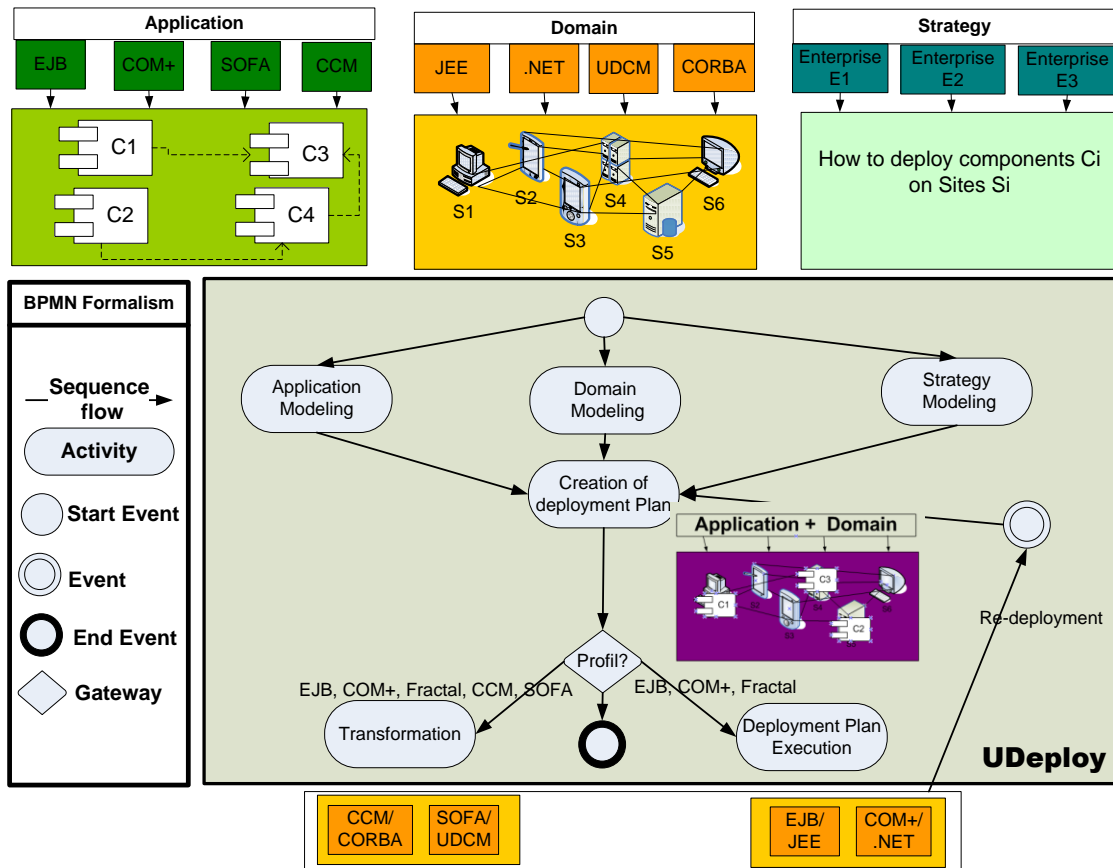 Application
EJB
COM+
SOFA
CCM
C1
C3
C2
C4
Domain
JEE
.NET
UDCM
CORBA
S1
S2
S3
S4
S5
S6
Strategy
Enterprise
E1
Enterprise
E2
Enterprise
E3
How to deploy components Ci
on Sites Si
BPMN Formalism
Sequence
flow
Activity
Start Event
Event
End Event
Gateway
Application
Modeling
Domain
Modeling
Strategy
Modeling
Creation of
deployment Plan
Application + Domain
C1
S2
C3
S4
S3
C2
S6
Re-deployment
Profil?
EJB, COM+, Fractal, CCM, SOFA
EJB, COM+, Fractal
Transformation
Deployment Plan
Execution
UDeploy
CCM/
CORBA
SOFA/
UDCM
EJB/
JEE
COM+/
.NET